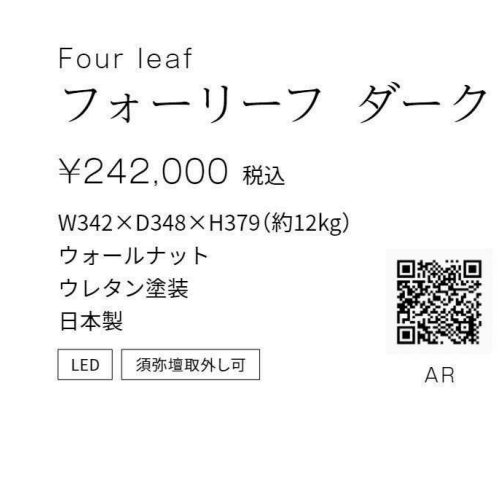 Four leaf
フォーリーフ ダーク
¥242,000 税込
W342×D348×H379（約12kg）
ウォールナット
ウレタン塗装
日本製
LED
須弥壇取外し可
AR